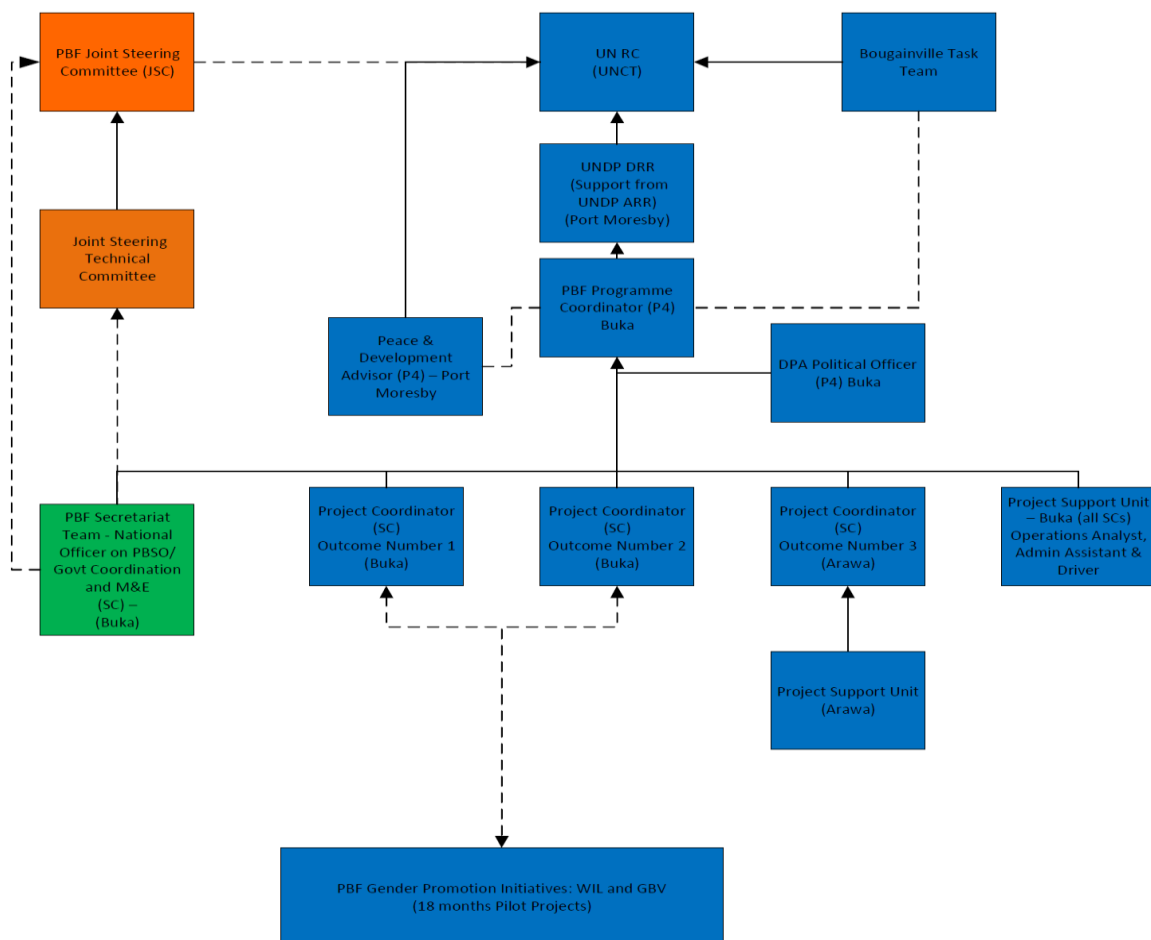 PBF Joint Steering
Committee (JSC)
UN RC
(UNCT)
Bougainville Task
Team
UNDP DRR
(Support from
UNDP ARR)
(Port Moresby)
Joint Steering
Technical
Committee
PBF Programme
Coordinator (P4)
Buka
Peace &
Development
Advisor (P4) – Port
Moresby
DPA Political Officer
(P4) Buka
PBF Secretariat
Team - National
Officer on PBSO/
Govt Coordination
and M&E
(SC) –
(Buka)
Project Coordinator
(SC)
Outcome Number 1
(Buka)
Project Coordinator
(SC)
Outcome Number 2
(Buka)
Project Coordinator
(SC)
Outcome Number 3
(Arawa)
Project Support Unit
– Buka (all SCs)
Operations Analyst,
Admin Assistant &
Driver
Project Support Unit
(Arawa)
PBF Gender Promotion Initiatives: WIL and GBV
(18 months Pilot Projects)